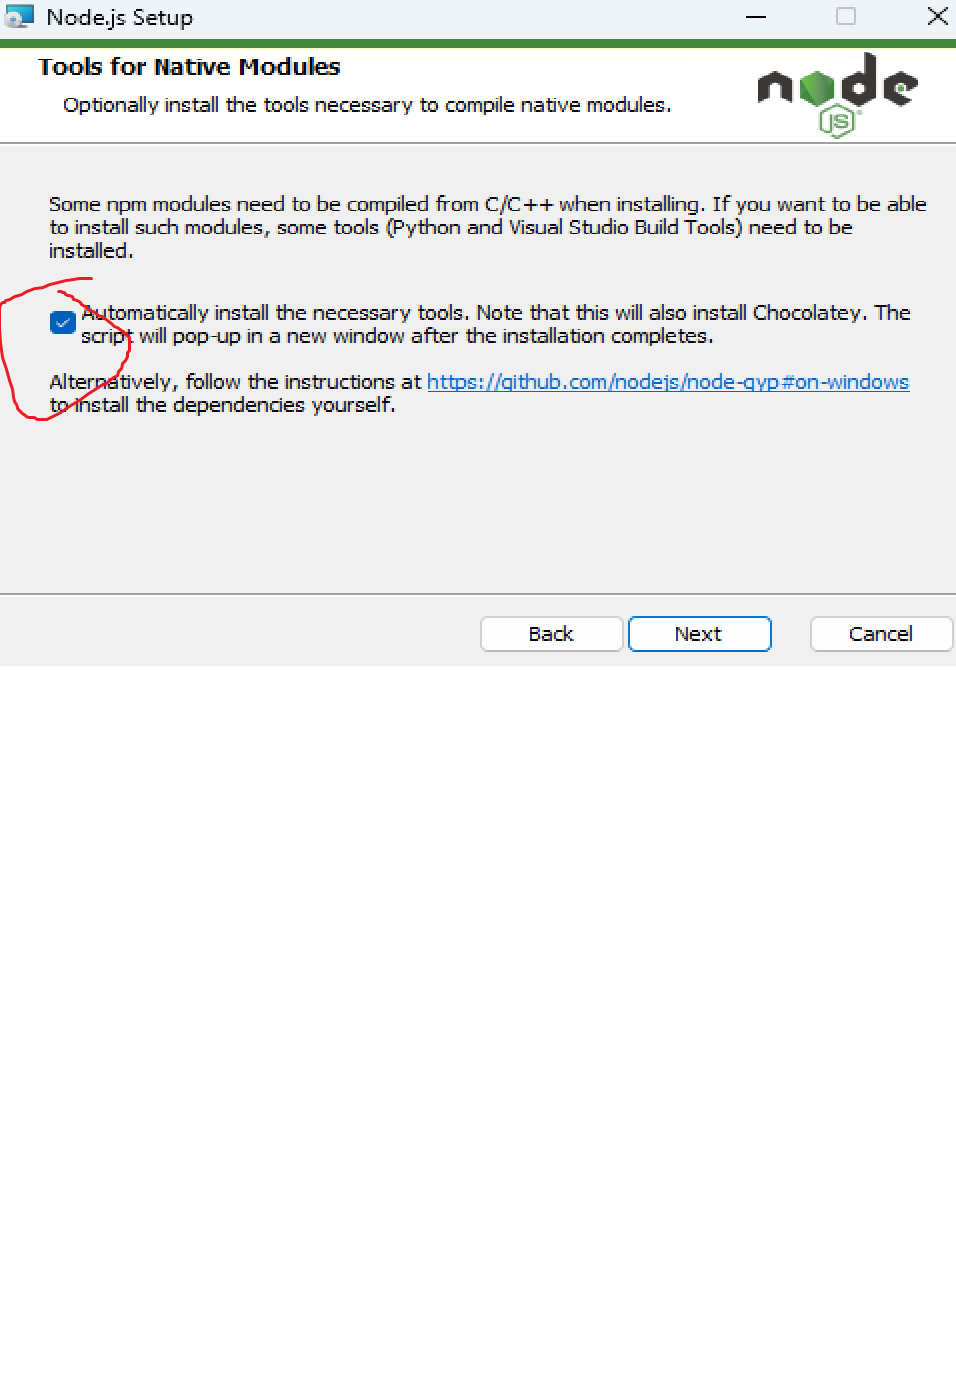 Node.js Setup
Tools for Native Modules
Optionally install the tools necessary to compile native modules.
node
JS
Some npm modules need to be compiled from C/C++ when installing. If you want to be able
to install such modules, some tools (Python and Visual Studio Build Tools) need to be
installed.
Automatically install the necessary tools. Note that this will also install Chocolatey. The
script will pop-up in a new window after the installation completes.
Alternatively, follow the instructions at https://github.com/nodejs/node-gyp#on-windows
to install the dependencies yourself.
Back
Next
Cancel